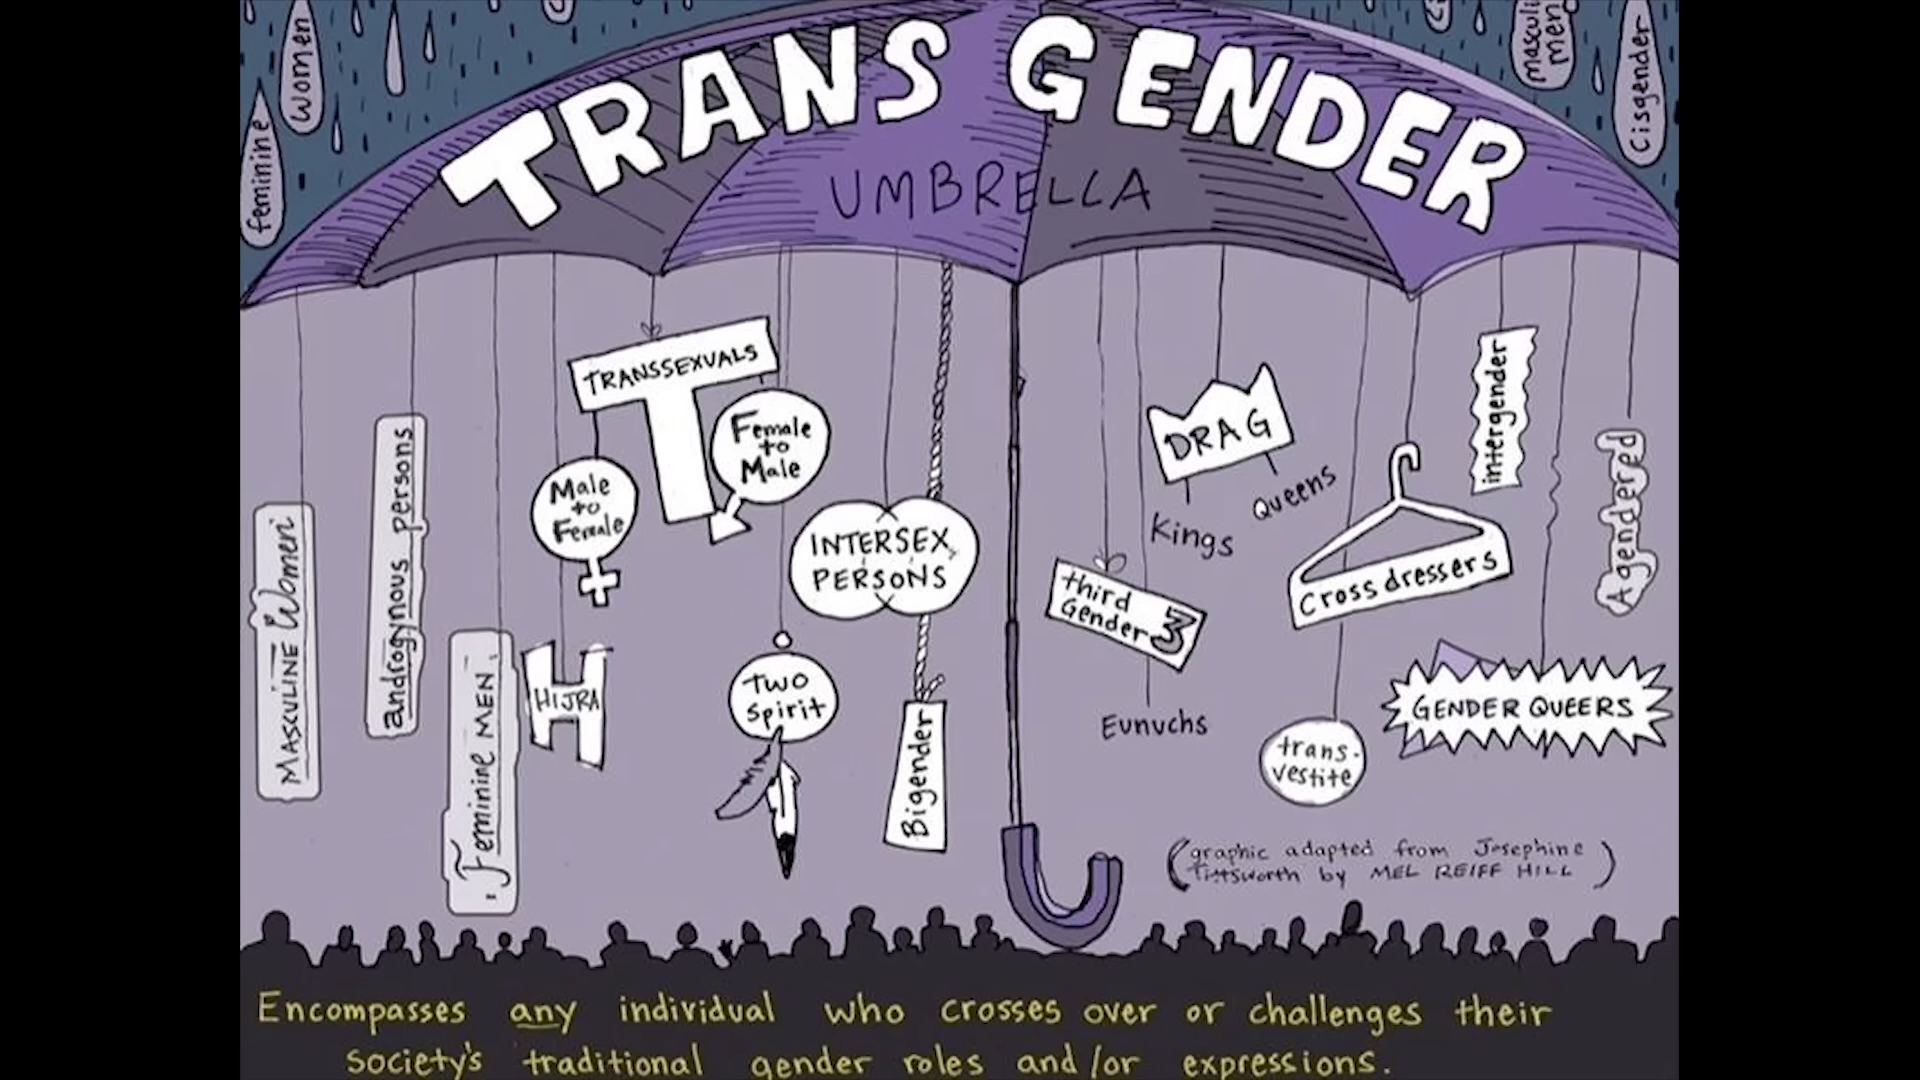 feminine
Women
masculi
men
Cisgender
TRANS GENDER
UMBRELLA
MASCULINE Women
androgynous persons
Feminine MEN
TRANSSEXUALS
Male
to
Female
Female
to
Male
HIJRA
INTERSEX
PERSONS
TWO
Spirit
Bigender
DRAG
Kings
Queens
third
Gender 3
Eunuchs
Cross dressers
trans-
vestite
intergender
Agendered
GENDER QUEERS
(graphic adapted from Josephine
Tittsworth by MEL REIFF HILL)
Encompasses any individual who crosses over or challenges their
society's traditional gender roles and/or expressions.